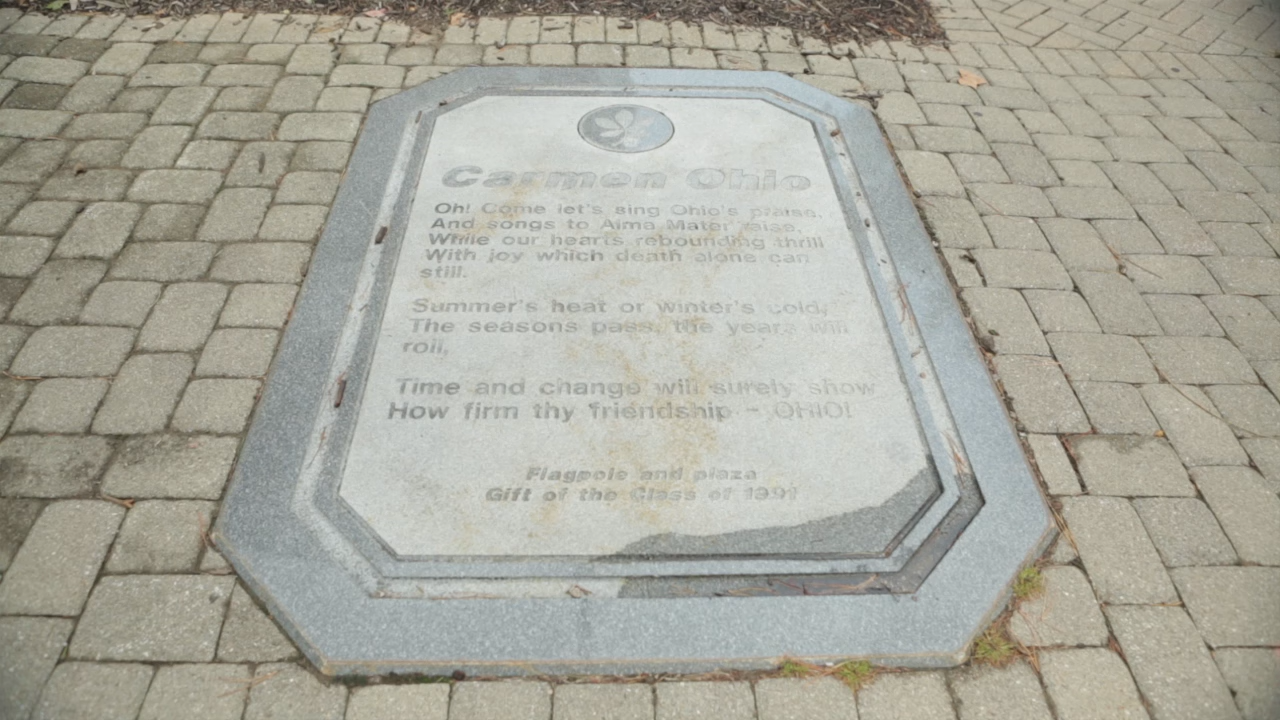 Carmen Ohio
Oh! Come let's sing Ohio's praise,
And songs to Alma Mater raise,
While our hearts rebounding thrill
With joy which death alone can
still.
Summer's heat or winter's cold,
The seasons pass, the years will
roll,
Time and change will surely show
How firm thy friendship - OHIO!
Flagpole and plaza
Gift of the Class of 1991